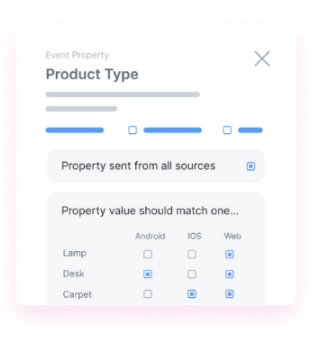 Event Property
Product Type
Property sent from all sources
Property value should match one...
Android IOS Web
Lamp
Desk
Carpet